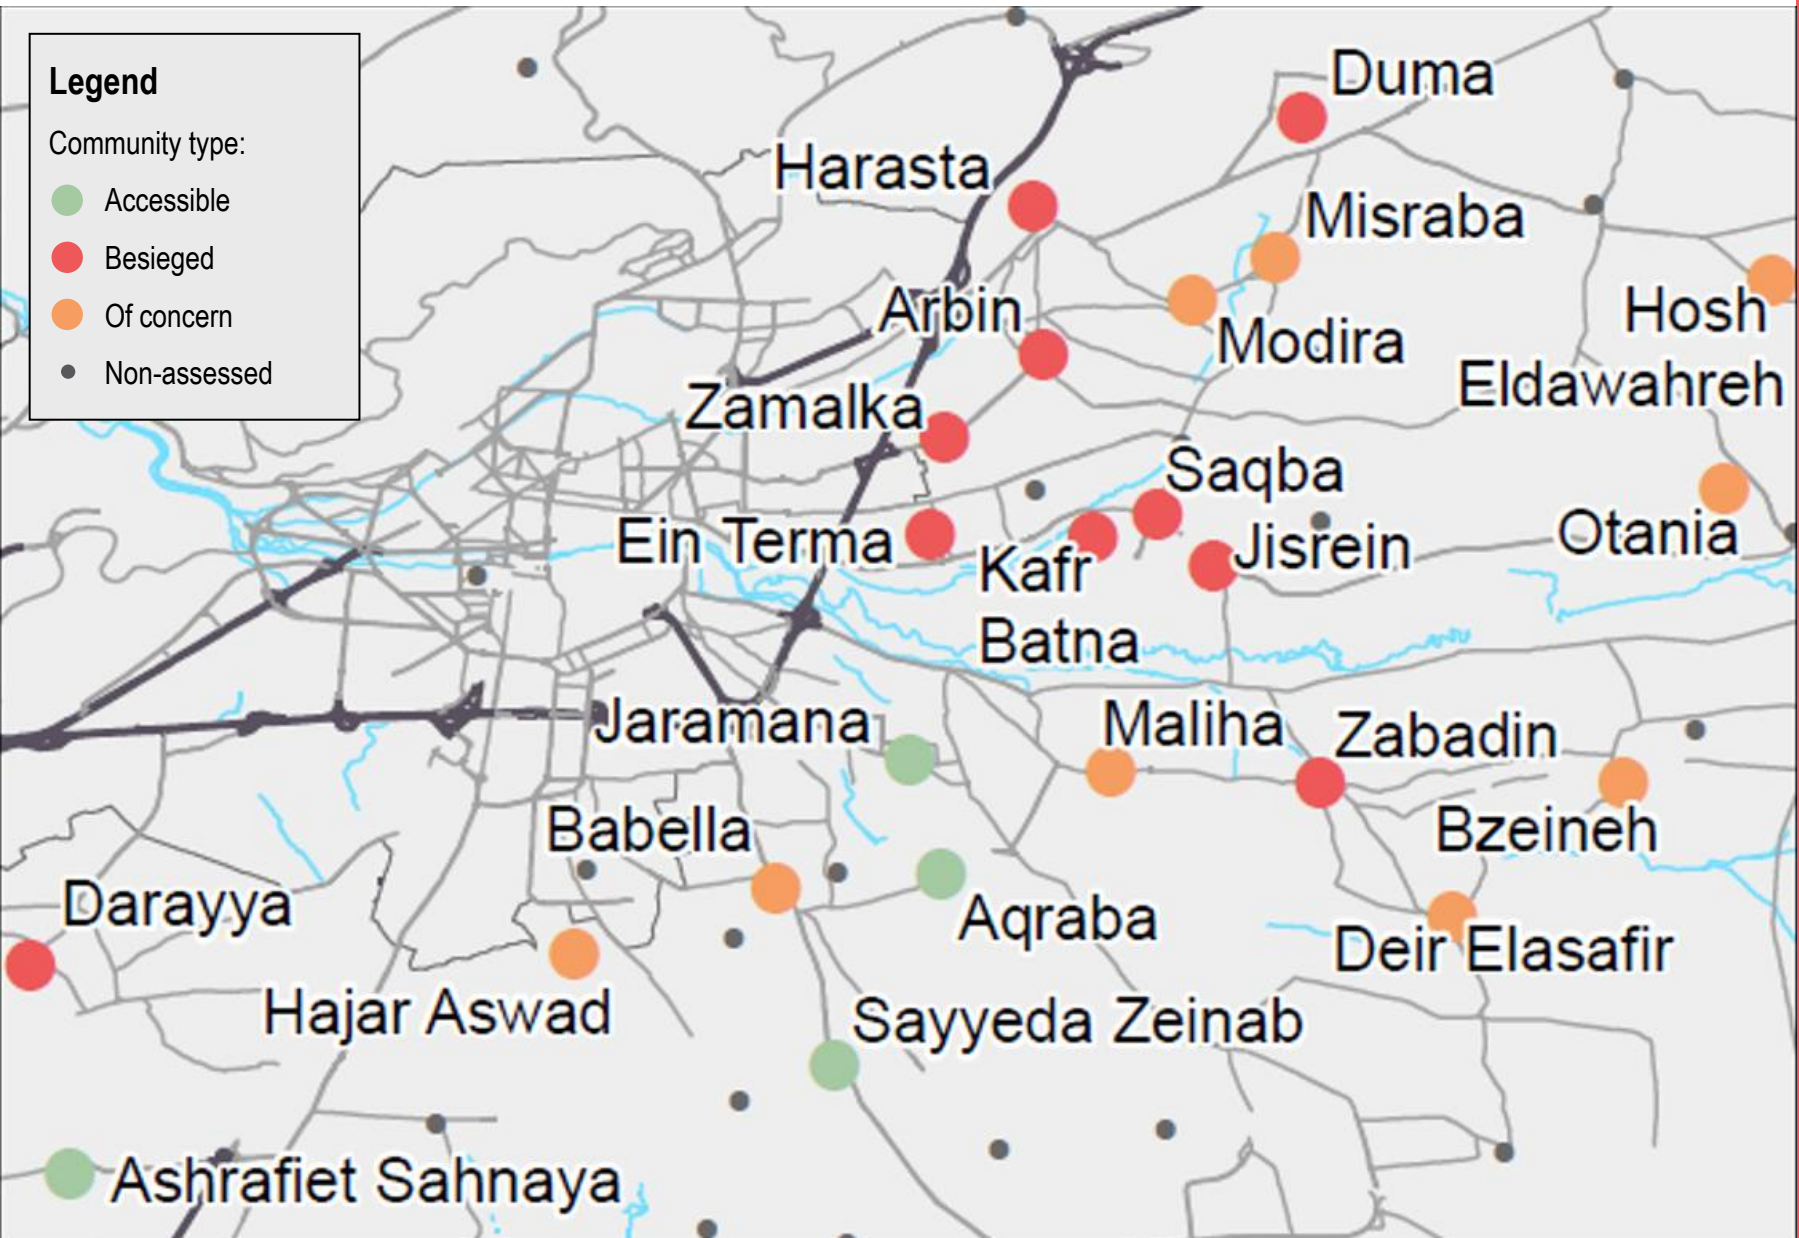 Legend
Community type:
Accessible
Besieged
Of concern
Non-assessed
Duma
Harasta
Misraba
Hosh
Eldawahreh
Arbin
Modira
Zamalka
Saqba
Otania
Ein Terma
Kafr
Batna
Jisrein
Jaramana
Maliha
Zabadin
Babella
Bzeineh
Darayya
Aqraba
Deir Elasafir
Hajar Aswad
Sayyeda Zeinab
Ashrafiet Sahnaya